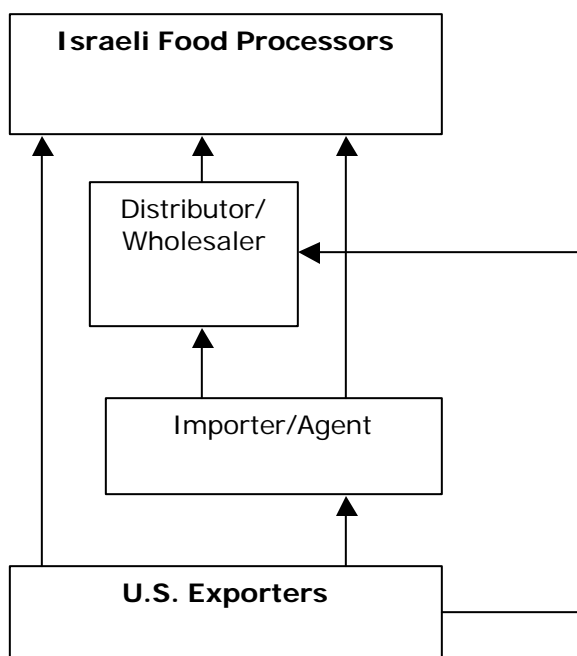 Israeli Food Processors
Distributor/
Wholesaler
Importer/Agent
U.S. Exporters